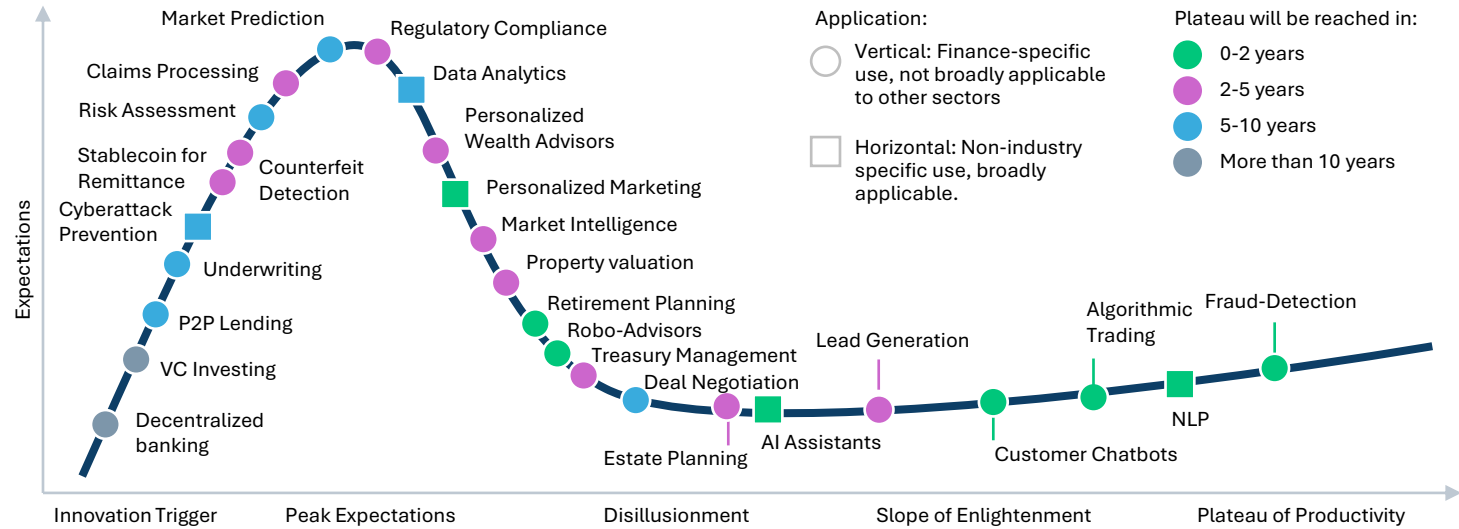 Market Prediction
Regulatory Compliance
Claims Processing
Data Analytics
Risk Assessment
Personalized
Wealth Advisors
Stablecoin for
Remittance
Counterfeit
Detection
Personalized Marketing
Cyberattack
Prevention
Market Intelligence
Underwriting
Property valuation
P2P Lending
Retirement Planning
Robo-Advisors
VC Investing
Treasury Management
Deal Negotiation
Decentralized
banking
Estate Planning
AI Assistants
Lead Generation
Customer Chatbots
Algorithmic
Trading
NLP
Fraud-Detection
Application:
Vertical: Finance-specific
use, not broadly applicable
to other sectors
Horizontal: Non-industry
specific use, broadly
applicable.
Plateau will be reached in:
0-2 years
2-5 years
5-10 years
More than 10 years
Expectations
Innovation Trigger
Peak Expectations
Disillusionment
Slope of Enlightenment
Plateau of Productivity